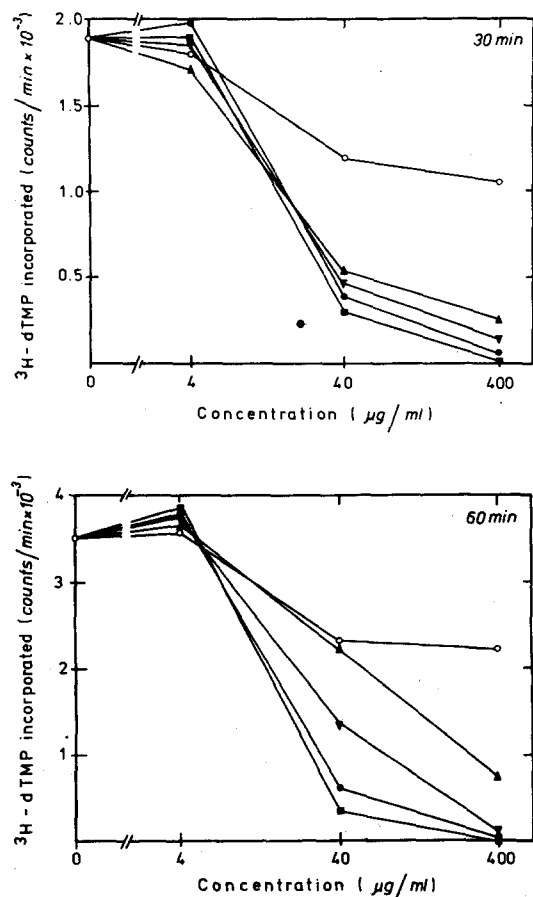 2.0
30 min
1.5
1.0
0.5
0
4
40
400
³H- dTMP incorporated (counts/min × 10⁻³)
Concentration ( µg/ml)
4
60 min
3
2
1
0
4
40
400
³H- dTMP incorporated (counts/min×10⁻³)
Concentration ( µg/ml)